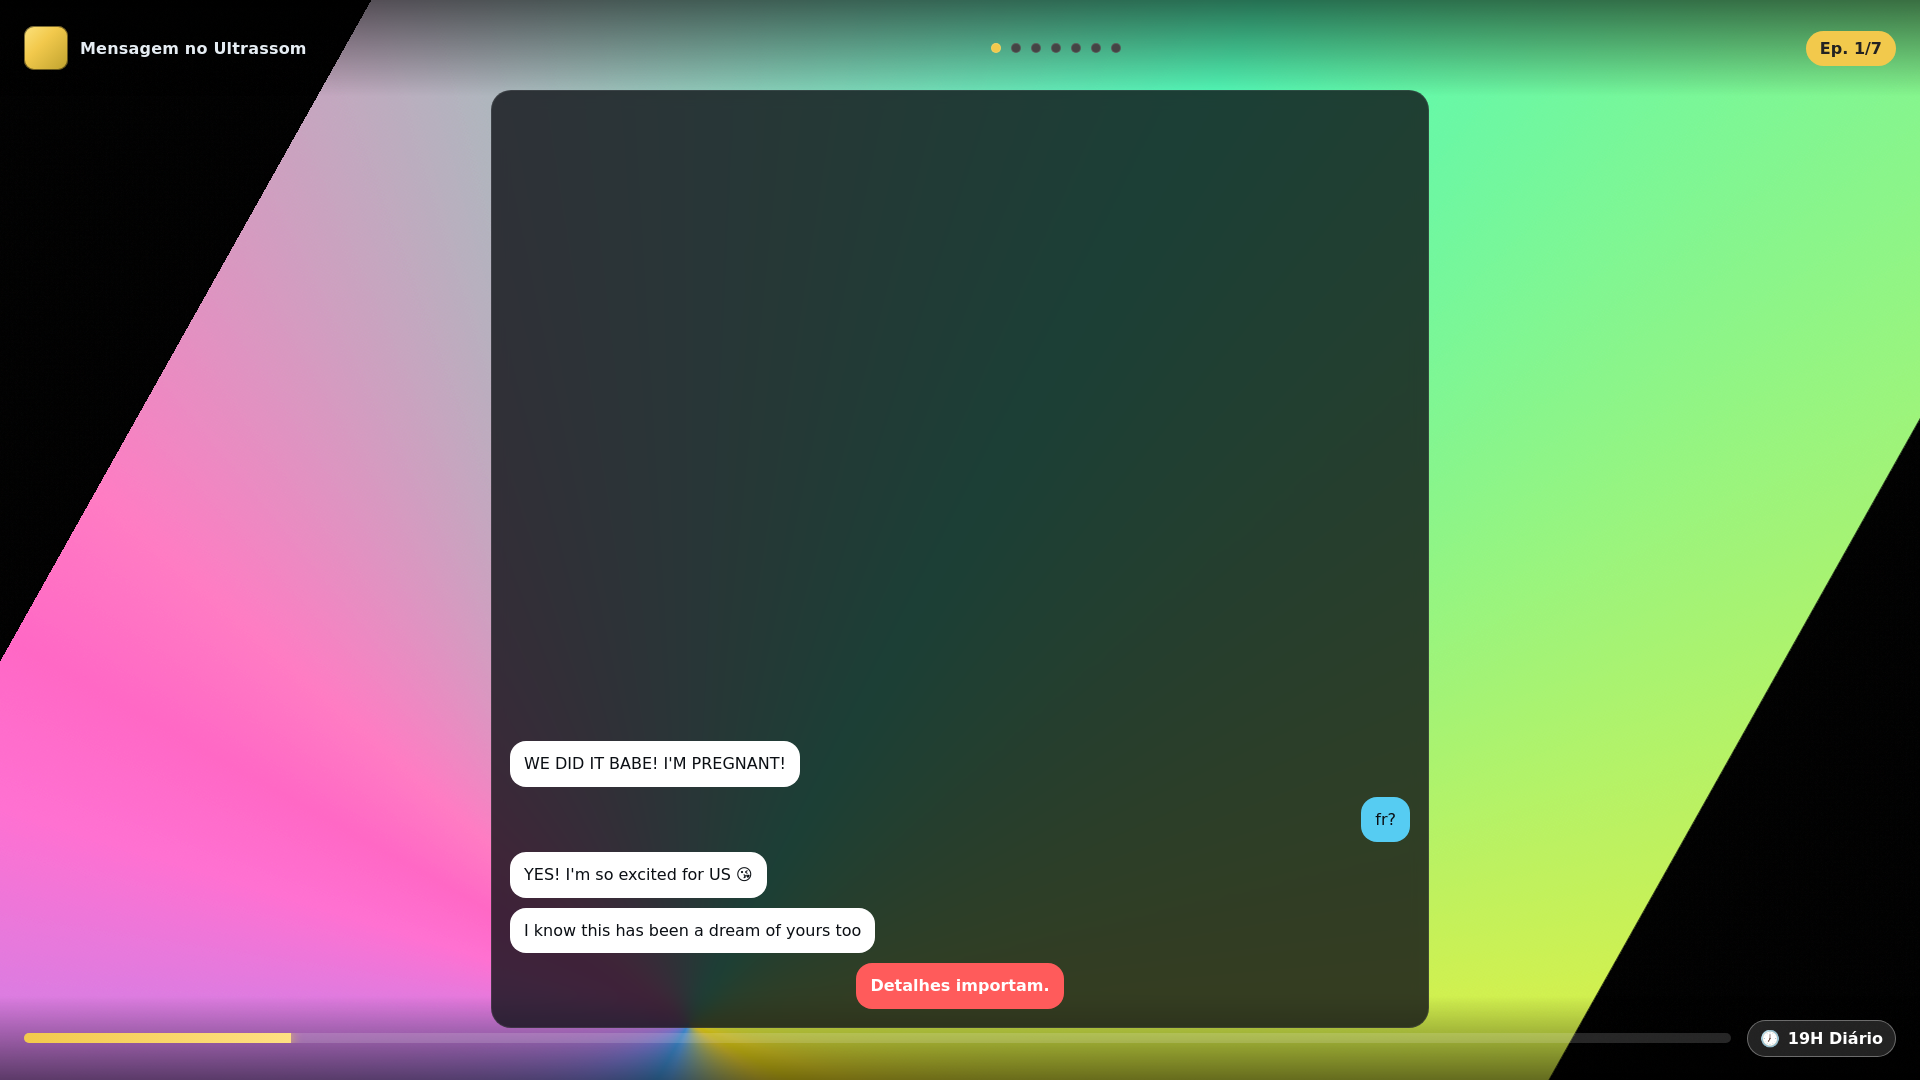 Mensagem no Ultrassom
Ep. 1/7
WE DID IT BABE! I'M PREGNANT!
fr?
YES! I'm so excited for US 😘
I know this has been a dream of yours too
Detalhes importam.
🕖 19H Diário